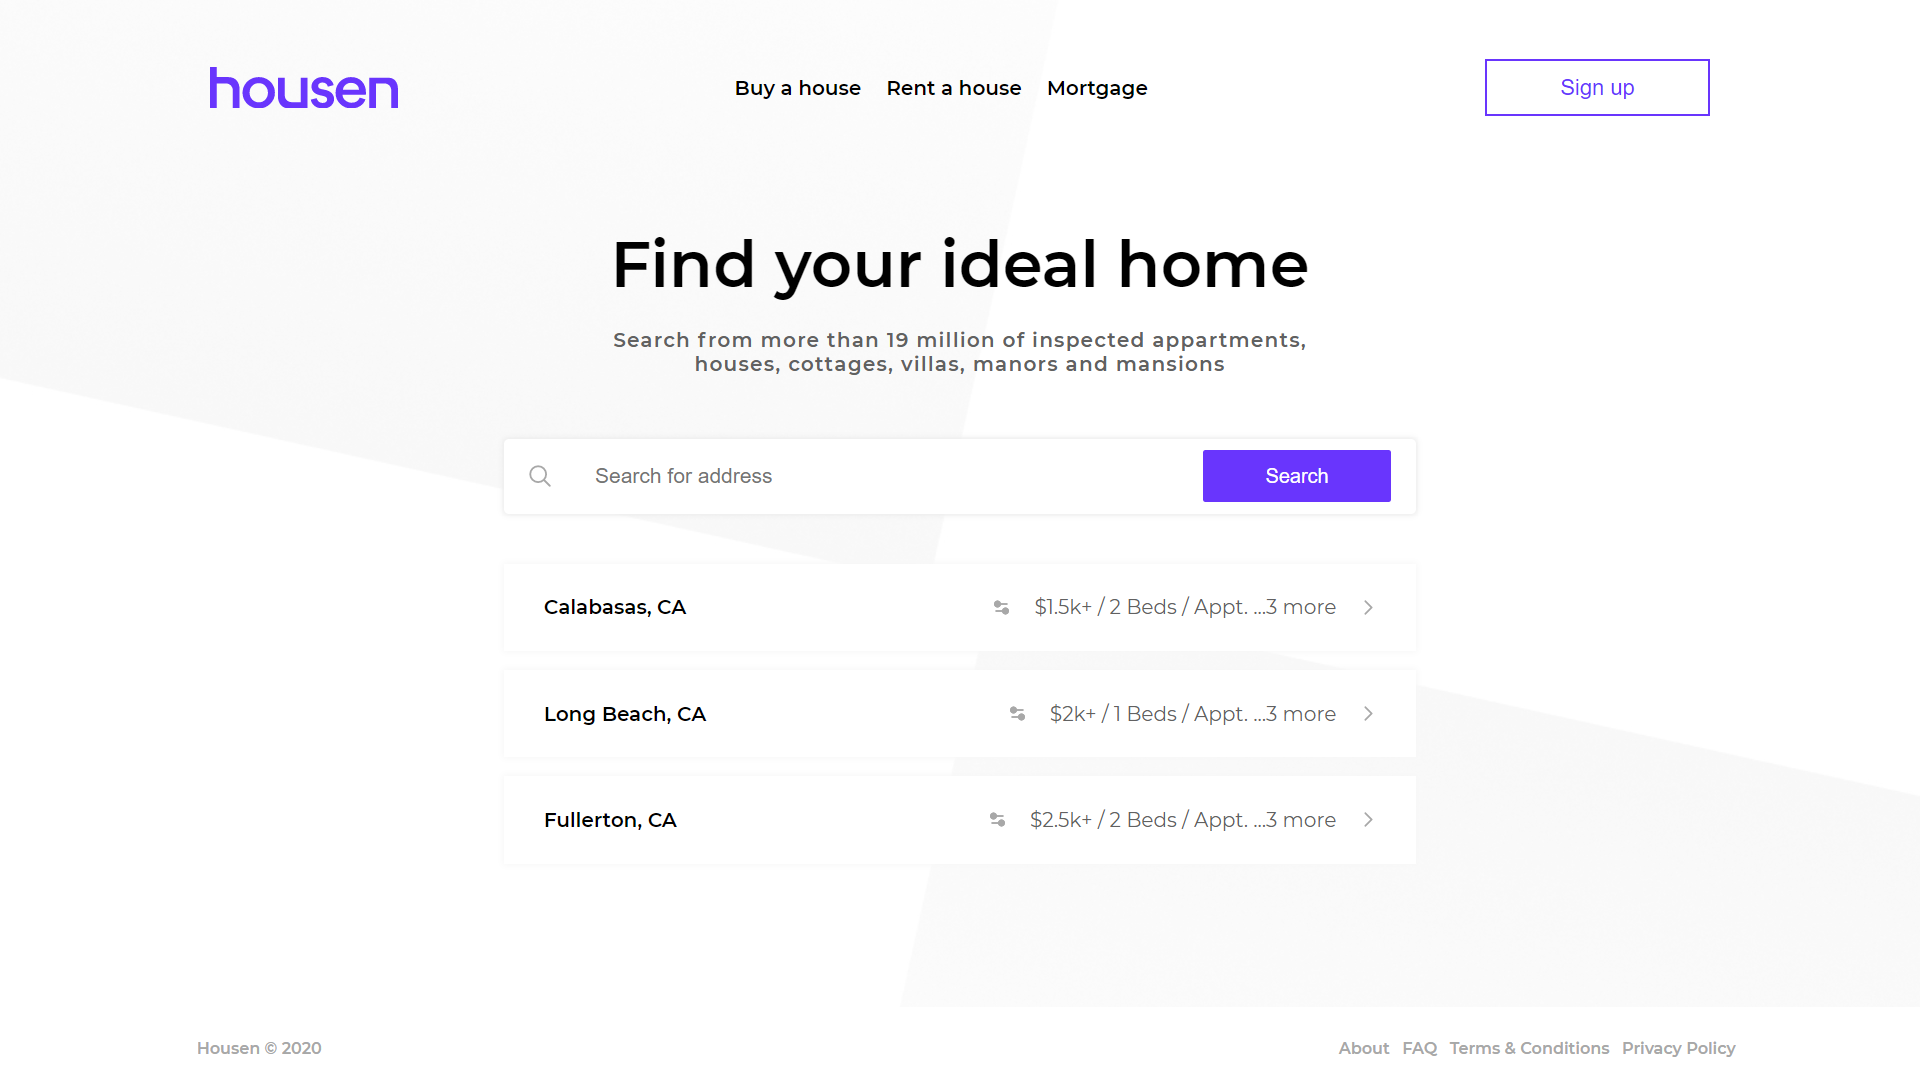 housen
Buy a house Rent a house Mortgage
Sign up
Find your ideal home
Search from more than 19 million of inspected appartments,
houses, cottages, villas, manors and mansions
Search for address
Search
Calabasas, CA $1.5k+ / 2 Beds / Appt. ...3 more
Long Beach, CA $2k+ / 1 Beds / Appt. ...3 more
Fullerton, CA $2.5k+ / 2 Beds / Appt. ...3 more
Housen © 2020
About FAQ Terms & Conditions Privacy Policy